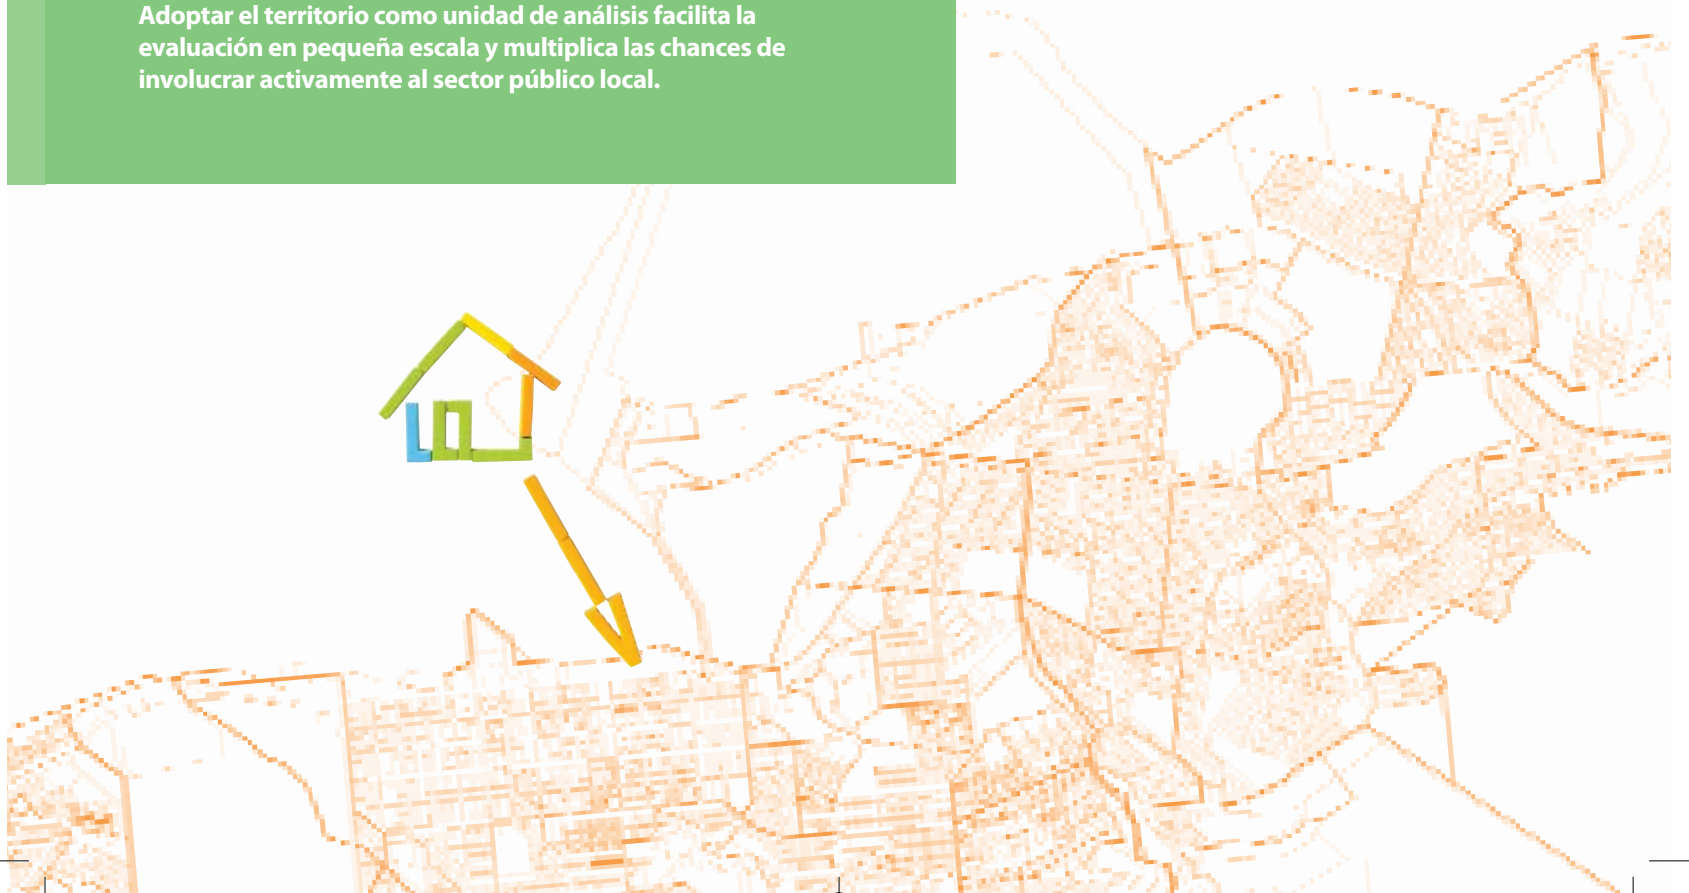 Adoptar el territorio como unidad de análisis facilita la
evaluación en pequeña escala y multiplica las chances de
involucrar activamente al sector público local.